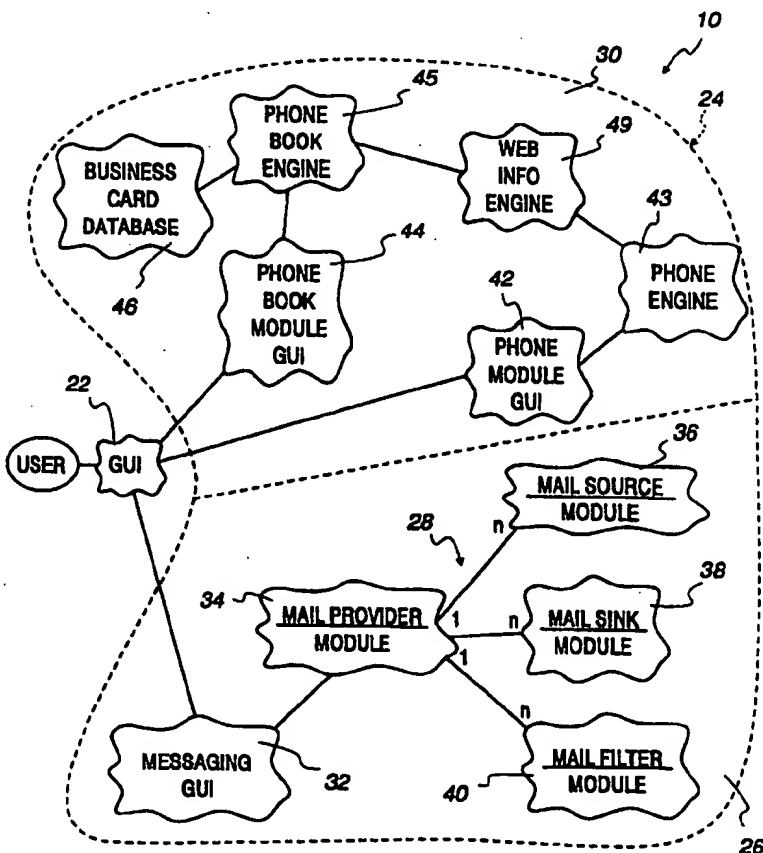 10
30
24
45
PHONE
BOOK
ENGINE
49
WEB
INFO
ENGINE
BUSINESS
CARD
DATABASE
46
44
PHONE
BOOK
MODULE
GUI
43
PHONE
ENGINE
42
PHONE
MODULE
GUI
22
USER
GUI
36
MAIL SOURCE
MODULE
28
n
34
MAIL PROVIDER
MODULE
1
n
38
MAIL SINK
MODULE
1
n
MESSAGING
GUI
32
MAIL FILTER
MODULE
40
26